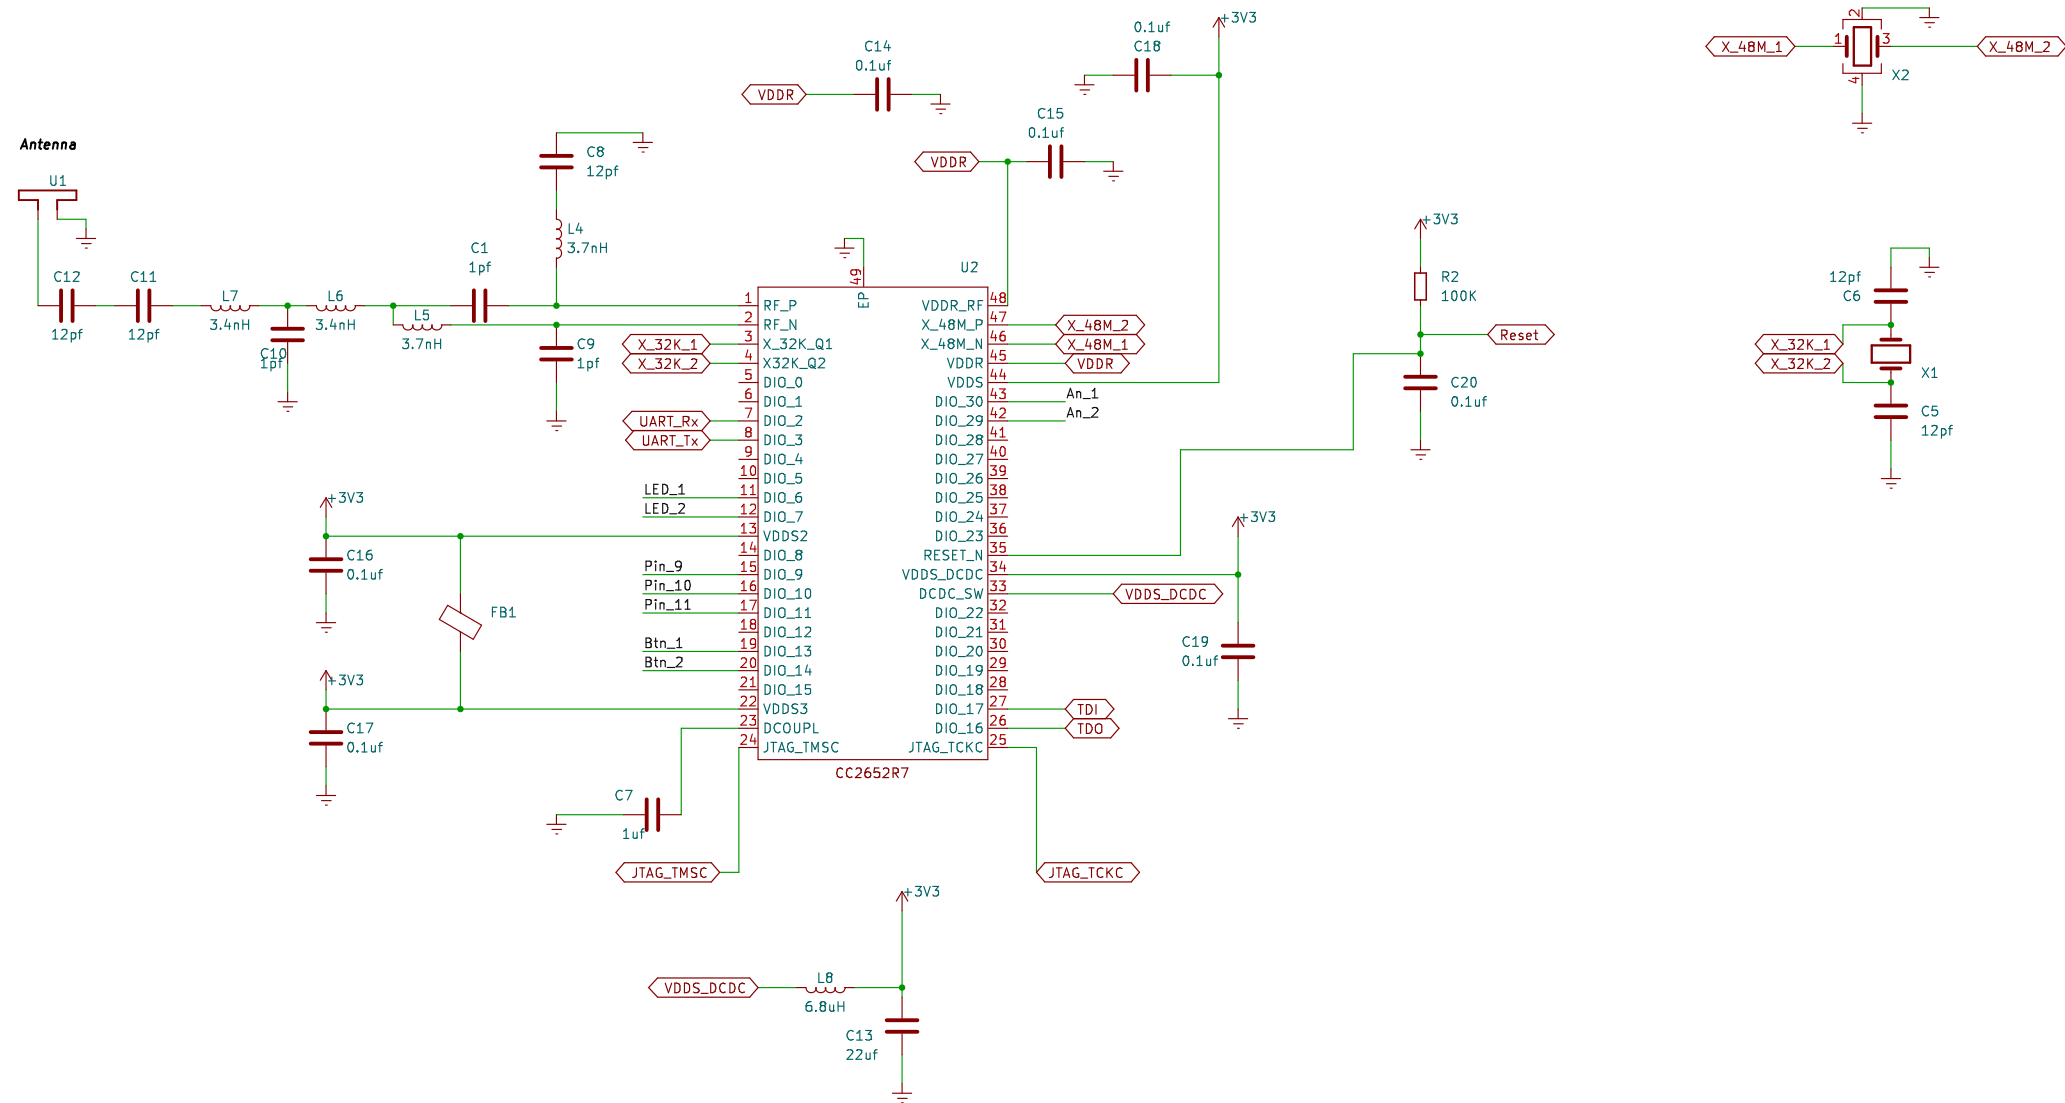 +3V3
0.1uf
C18
C14
0.1uf
VDDR
X_48M_1
1
2
3
4
X_48M_2
X2
C15
0.1uf
VDDR
Antenna
U1
C8
12pf
L4
3.7nH
C12
12pf
C11
12pf
L7
3.4nH
L6
3.4nH
C10
1pf
L5
3.7nH
C1
1pf
C9
1pf
U2
49
EP
1 RF_P
2 RF_N
3 X_32K_Q1
4 X32K_Q2
5 DIO_0
6 DIO_1
7 DIO_2
8 DIO_3
9 DIO_4
10 DIO_5
11 DIO_6
12 DIO_7
13 VDDS2
14 DIO_8
15 DIO_9
16 DIO_10
17 DIO_11
18 DIO_12
19 DIO_13
20 DIO_14
21 DIO_15
22 VDDS3
23 DCOUPL
24 JTAG_TMSC
VDDR_RF 48
X_48M_P 47
X_48M_N 46
VDDR 45
VDDS 44
DIO_30 43
DIO_29 42
DIO_28 41
DIO_27 40
DIO_26 39
DIO_25 38
DIO_24 37
DIO_23 36
RESET_N 35
VDDS_DCDC 34
DCDC_SW 33
DIO_22 32
DIO_21 31
DIO_20 30
DIO_19 29
DIO_18 28
DIO_17 27
DIO_16 26
JTAG_TCKC 25
CC2652R7
X_32K_1
X_32K_2
UART_Rx
UART_Tx
LED_1
LED_2
Pin_9
Pin_10
Pin_11
Btn_1
Btn_2
X_48M_2
X_48M_1
VDDR
An_1
An_2
VDDS_DCDC
TDI
TDO
+3V3
R2
100K
Reset
C20
0.1uf
12pf
C6
X_32K_1
X_32K_2
X1
C5
12pf
+3V3
C16
0.1uf
FB1
+3V3
C17
0.1uf
+3V3
C19
0.1uf
C7
1uf
JTAG_TMSC
JTAG_TCKC
+3V3
VDDS_DCDC
L8
6.8uH
C13
22uf